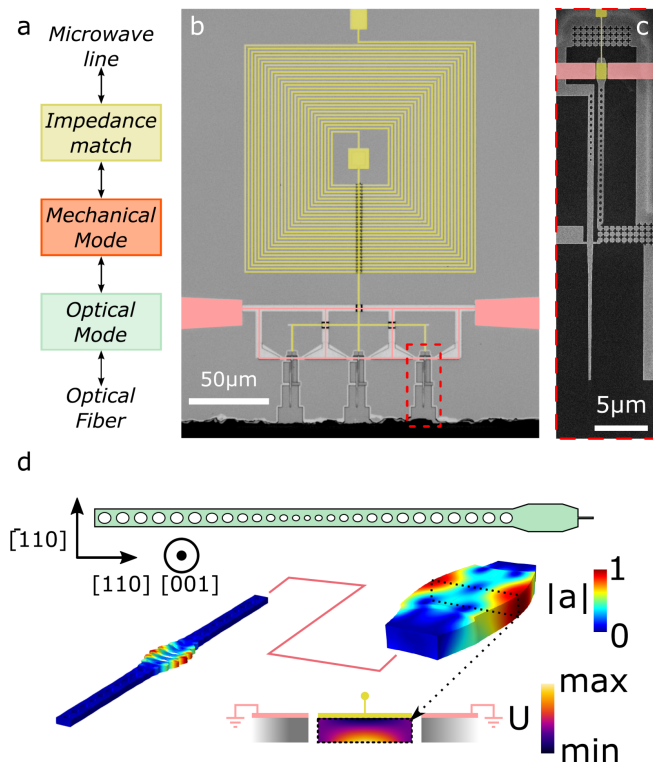 a
Microwave
line
Impedance
match
Mechanical
Mode
Optical
Mode
Optical
Fiber
b
50μm
c
5μm
d
[-110]
[110] [001]
|a|
1
0
U
max
min